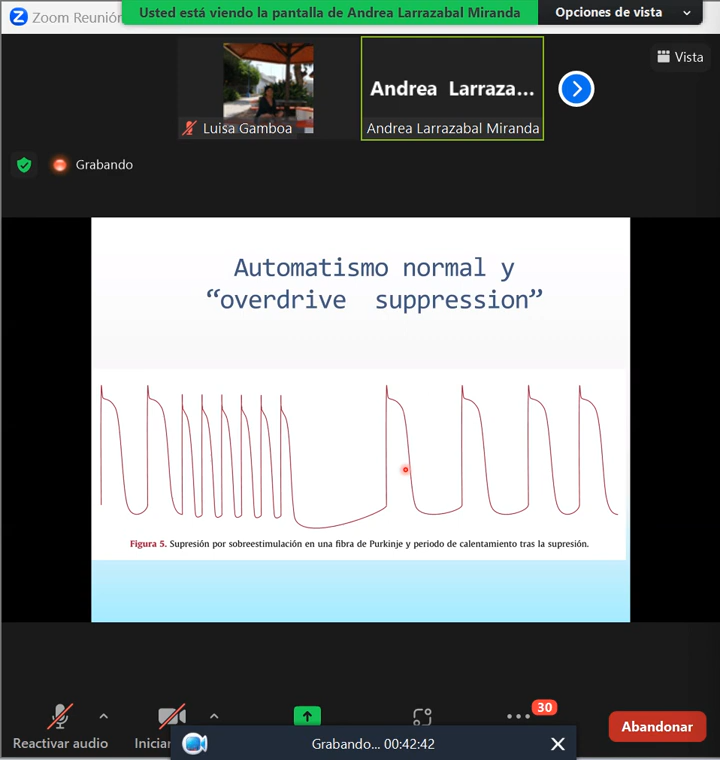 Zoom Reunión
Usted está viendo la pantalla de Andrea Larrazabal Miranda
Opciones de vista
Andrea Larraza...
Vista
Luisa Gamboa
Andrea Larrazabal Miranda
Grabando
Automatismo normal y
“overdrive suppression”
Figura 5. Supresión por sobreestimulación en una fibra de Purkinje y periodo de calentamiento tras la supresión.
30
Reactivar audio
Iniciar
Abandonar
Grabando... 00:42:42